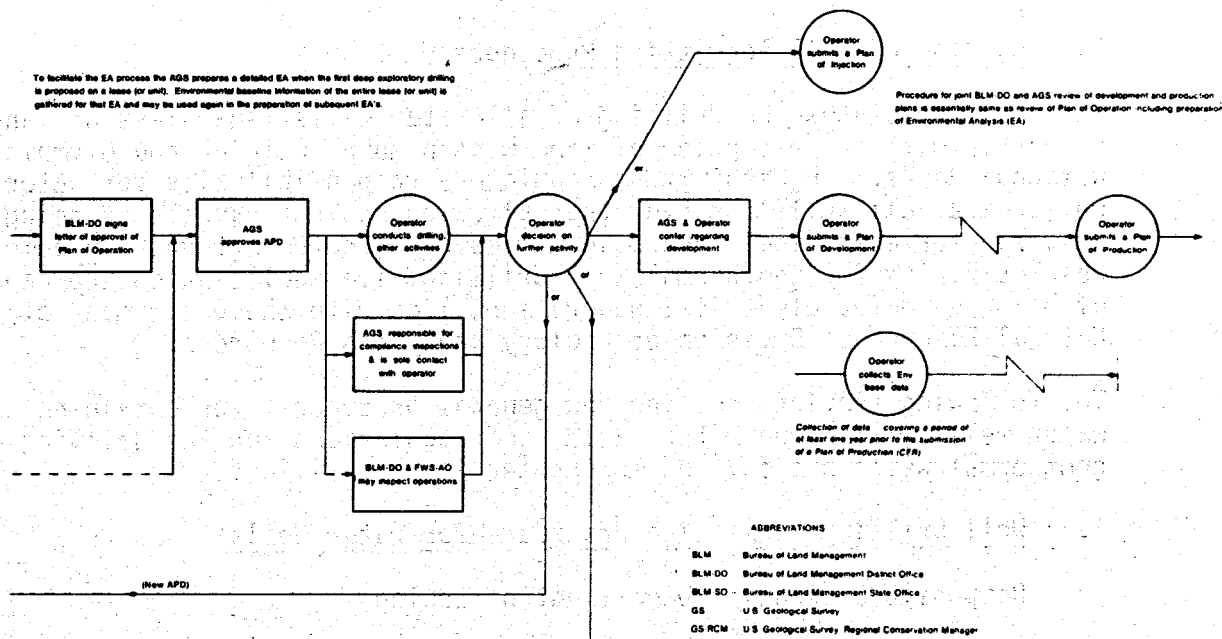 To facilitate the EA process the AGS prepares a detailed EA when the first deep exploratory drilling
is proposed on a lease (or unit). Environmental baseline information of the entire lease (or unit) is
gathered for that EA and may be used again in the preparation of subsequent EA's.
Operator
submits a Plan
of Injection
Procedure for joint BLM-DO and AGS review of development and production
plans is essentially same as review of Plan of Operation including preparation
of Environmental Analysis (EA)
or
BLM-DO signs
letter of approval of
Plan of Operation
AGS
approves APD
Operator
conducts drilling,
other activities
Operator
decision on
further activity
AGS & Operator
confer regarding
development
Operator
submits a Plan
of Development
Operator
submits a Plan
of Production
or
or
AGS responsible for
compliance inspections
& is sole contact
with operator
Operator
collects Env
base data
Collection of data covering a period of
at least one year prior to the submission
of a Plan of Production (CFR)
BLM-DO & FWS-AO
may inspect operations
ABBREVIATIONS
BLM - Bureau of Land Management
BLM-DO Bureau of Land Management District Office
BLM-SO - Bureau of Land Management State Office
GS U S Geological Survey
GS-RCM - U S Geological Survey Regional Conservation Manager
(New APD)